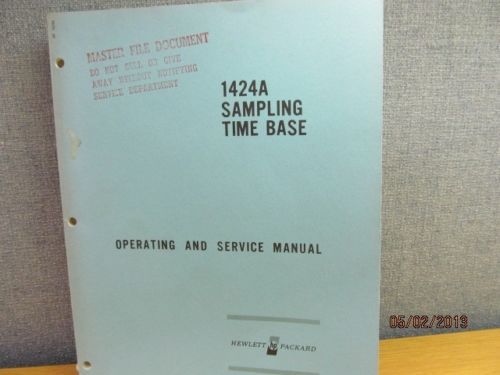 MASTER FILE DOCUMENT
DO NOT SELL OR GIVE
AWAY WITHOUT NOTIFYING
SERVICE DEPARTMENT
1424A
SAMPLING
TIME BASE
OPERATING AND SERVICE MANUAL
HEWLETT hp PACKARD
05/02/2013